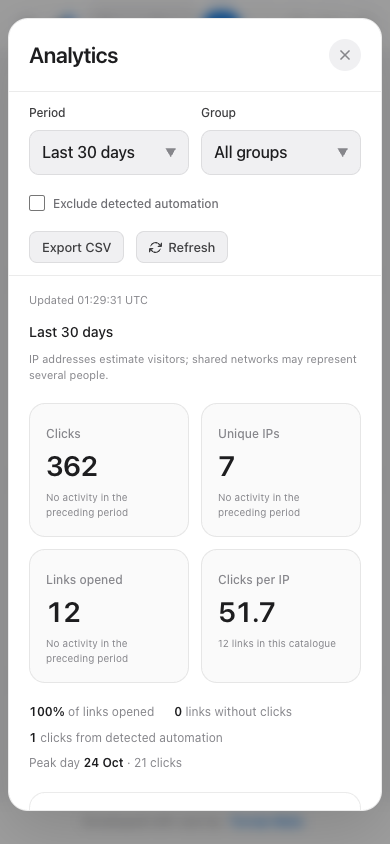 Analytics
Period
Group
Last 30 days
All groups
Exclude detected automation
Export CSV
Refresh
Updated 01:29:31 UTC
Last 30 days
IP addresses estimate visitors; shared networks may represent
several people.
Clicks
362
No activity in the
preceding period
Unique IPs
7
No activity in the
preceding period
Links opened
12
No activity in the
preceding period
Clicks per IP
51.7
12 links in this catalogue
100% of links opened
0 links without clicks
1 clicks from detected automation
Peak day 24 Oct · 21 clicks